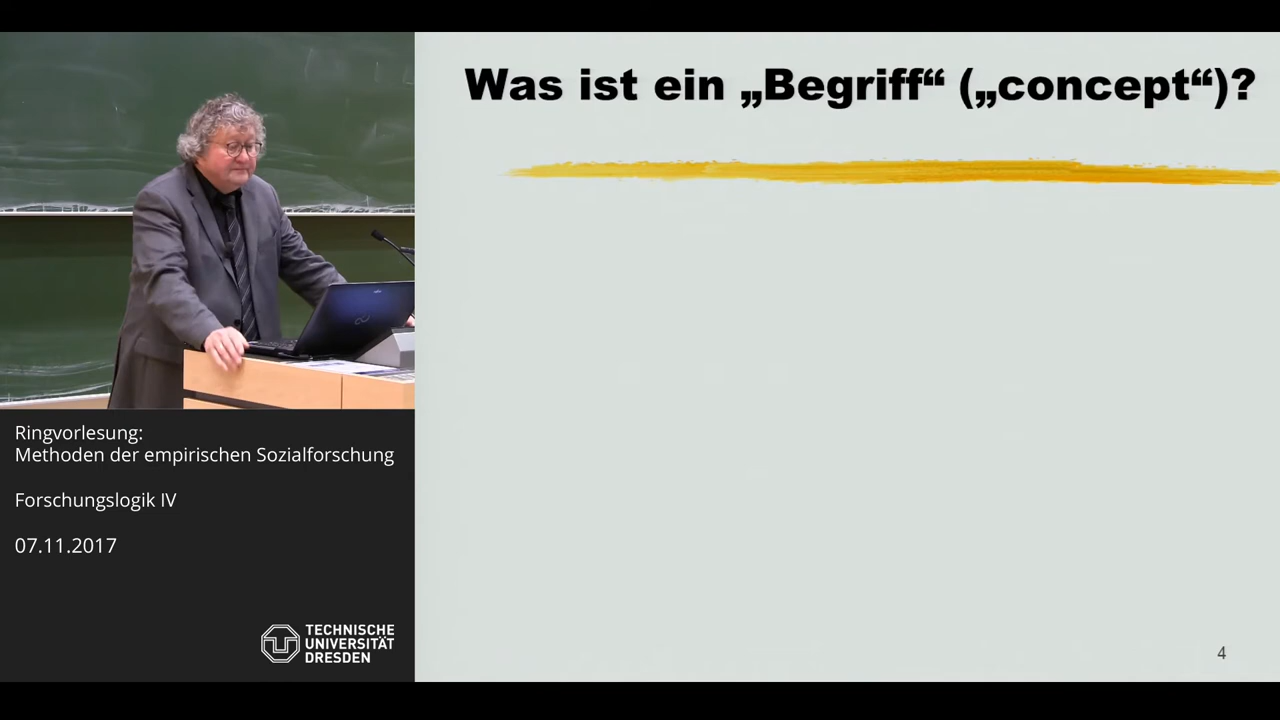 Was ist ein „Begriff“ („concept“)?
Ringvorlesung:
Methoden der empirischen Sozialforschung
Forschungslogik IV
07.11.2017
TECHNISCHE
UNIVERSITÄT
DRESDEN
4